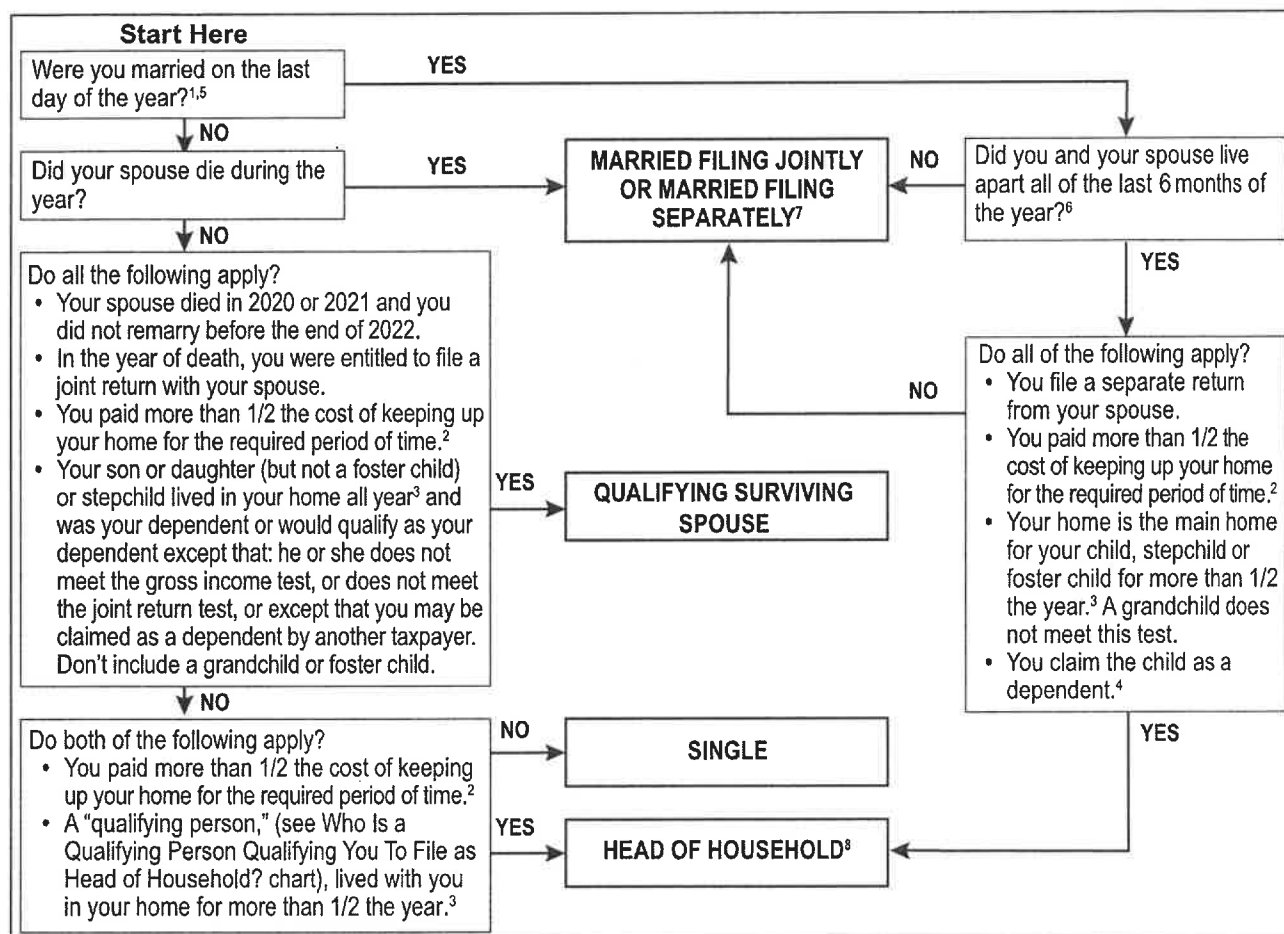 Start Here
Were you married on the last
day of the year?1,5
YES
NO
Did your spouse die during the
year?
YES
MARRIED FILING JOINTLY
OR MARRIED FILING
SEPARATELY7
NO
Did you and your spouse live
apart all of the last 6 months of
the year?6
NO
YES
Do all the following apply?
• Your spouse died in 2020 or 2021 and you
did not remarry before the end of 2022.
• In the year of death, you were entitled to file a
joint return with your spouse.
• You paid more than 1/2 the cost of keeping up
your home for the required period of time.2
• Your son or daughter (but not a foster child)
or stepchild lived in your home all year3 and
was your dependent or would qualify as your
dependent except that: he or she does not
meet the gross income test, or does not meet
the joint return test, or except that you may be
claimed as a dependent by another taxpayer.
Don't include a grandchild or foster child.
YES
QUALIFYING SURVIVING
SPOUSE
NO
Do all of the following apply?
• You file a separate return
from your spouse.
• You paid more than 1/2 the
cost of keeping up your home
for the required period of time.2
• Your home is the main home
for your child, stepchild or
foster child for more than 1/2
the year.3 A grandchild does
not meet this test.
• You claim the child as a
dependent.4
NO
YES
Do both of the following apply?
• You paid more than 1/2 the cost of keeping
up your home for the required period of time.2
• A “qualifying person,” (see Who Is a
Qualifying Person Qualifying You To File as
Head of Household? chart), lived with you
in your home for more than 1/2 the year.3
NO
SINGLE
YES
HEAD OF HOUSEHOLD8